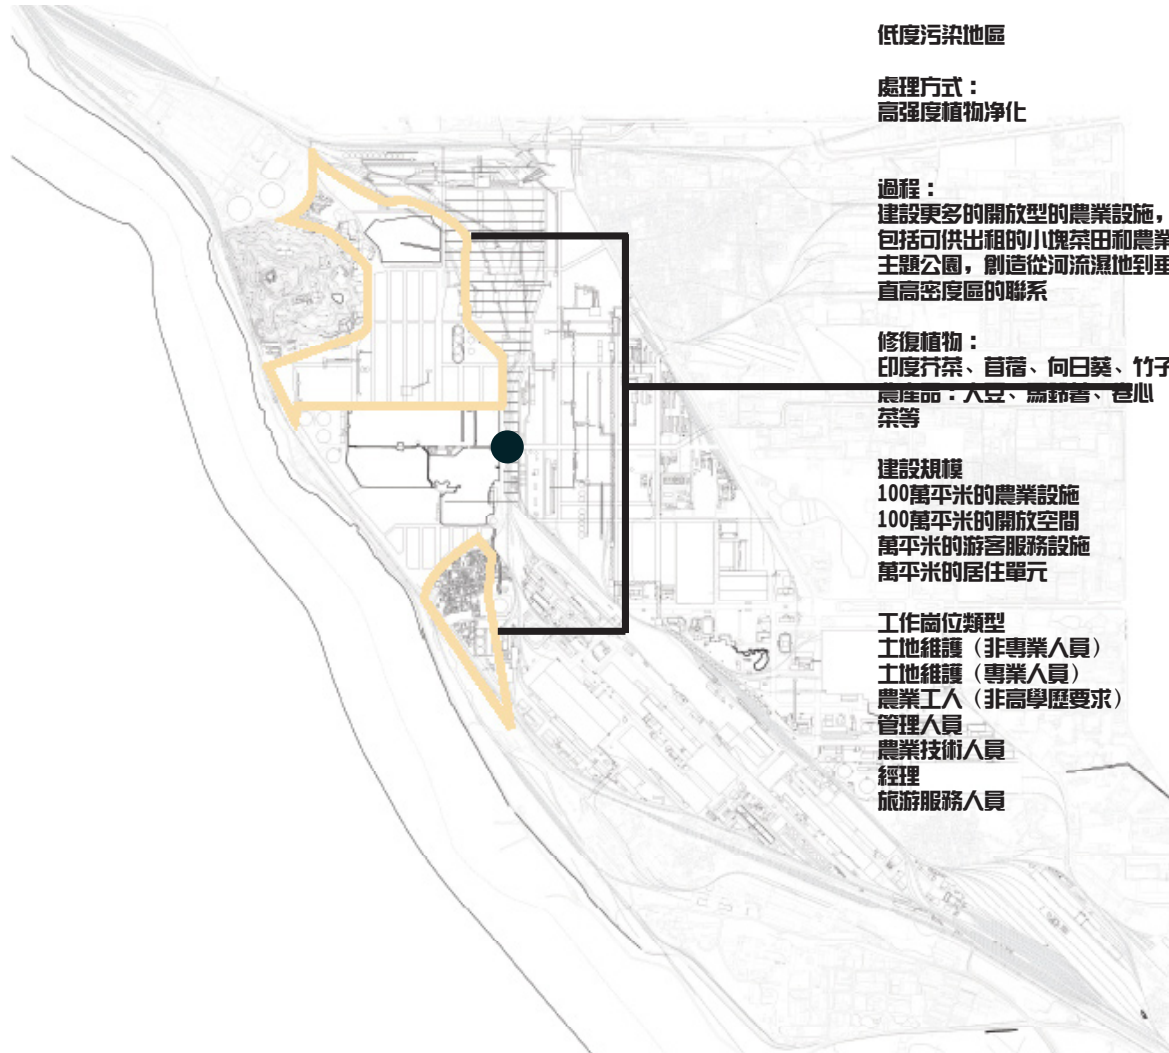 低度污染地區
處理方式：
高强度植物净化
過程：
建設更多的開放型的農業設施，
包括可供出租的小塊菜田和農業
主題公園，創造從河流濕地到垂
直高密度區的聯系
修復植物：
印度芥菜、苜蓿、向日葵、竹子
農產品：大豆、馬鈴薯、卷心
菜等
建設規模
100萬平米的農業設施
100萬平米的開放空間
萬平米的游客服務設施
萬平米的居住單元
工作崗位類型
土地維護（非專業人員）
土地維護（專業人員）
農業工人（非高學歷要求）
管理人員
農業技術人員
經理
旅游服務人員